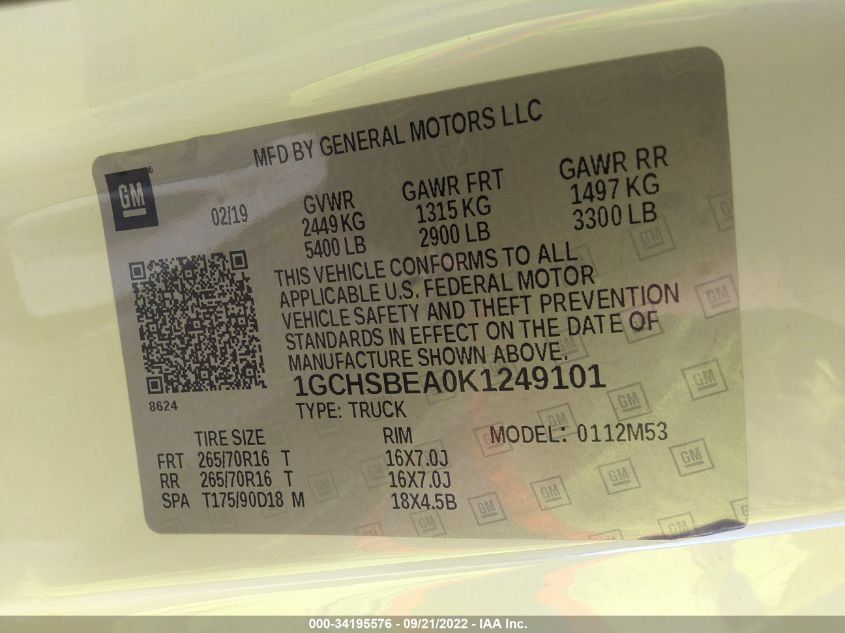 MFD BY GENERAL MOTORS LLC
GM
02/19
GVWR
2449 KG
5400 LB
GAWR FRT
1315 KG
2900 LB
GAWR RR
1497 KG
3300 LB
THIS VEHICLE CONFORMS TO ALL
APPLICABLE U.S. FEDERAL MOTOR
VEHICLE SAFETY AND THEFT PREVENTION
STANDARDS IN EFFECT ON THE DATE OF
MANUFACTURE SHOWN ABOVE.
1GCHSBEA0K1249101
8624
TYPE: TRUCK
TIRE SIZE RIM MODEL: 0112M53
FRT 265/70R16 T 16X7.0J
RR 265/70R16 T 16X7.0J
SPA T175/90D18 M 18X4.5B
000-34195576 - 09/21/2022 - IAA Inc.